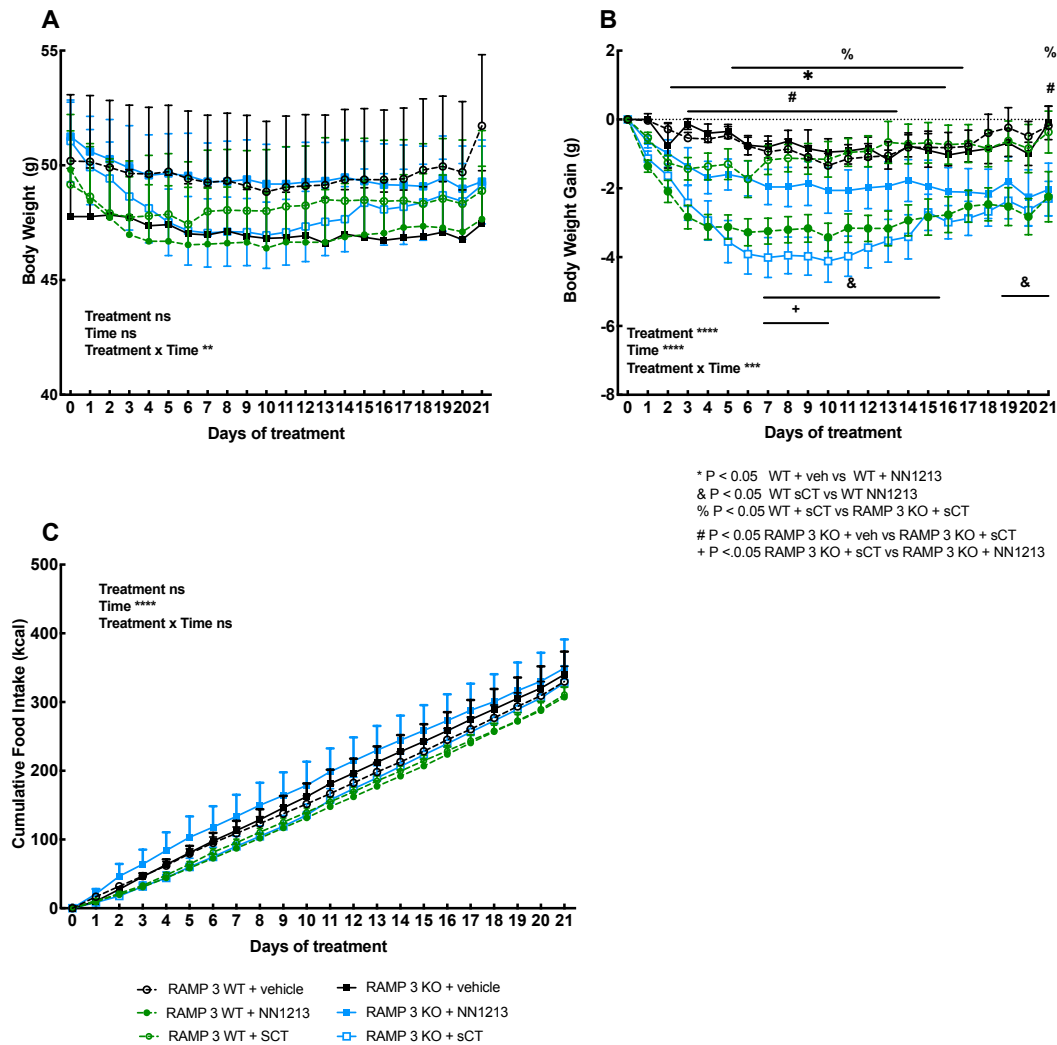 A
55
50
45
40
Body Weight (g)
Treatment ns
Time ns
Treatment x Time **
0 1 2 3 4 5 6 7 8 9 10 11 12 13 14 15 16 17 18 19 20 21
Days of treatment
B
2
0
-2
-4
-6
-8
Body Weight Gain (g)
%
*
#
%
#
&
+
&
Treatment ****
Time ****
Treatment x Time ***
0 1 2 3 4 5 6 7 8 9 10 11 12 13 14 15 16 17 18 19 20 21
Days of treatment
* P < 0.05 WT + veh vs WT + NN1213
& P < 0.05 WT sCT vs WT NN1213
% P < 0.05 WT + sCT vs RAMP 3 KO + sCT
# P < 0.05 RAMP 3 KO + veh vs RAMP 3 KO + sCT
+ P <.0.05 RAMP 3 KO + sCT vs RAMP 3 KO + NN1213
C
500
400
300
200
100
0
Cumulative Food Intake (kcal)
Treatment ns
Time ****
Treatment x Time ns
0 1 2 3 4 5 6 7 8 9 10 11 12 13 14 15 16 17 18 19 20 21
Days of treatment
RAMP 3 WT + vehicle
RAMP 3 KO + vehicle
RAMP 3 WT + NN1213
RAMP 3 KO + NN1213
RAMP 3 WT + SCT
RAMP 3 KO + sCT